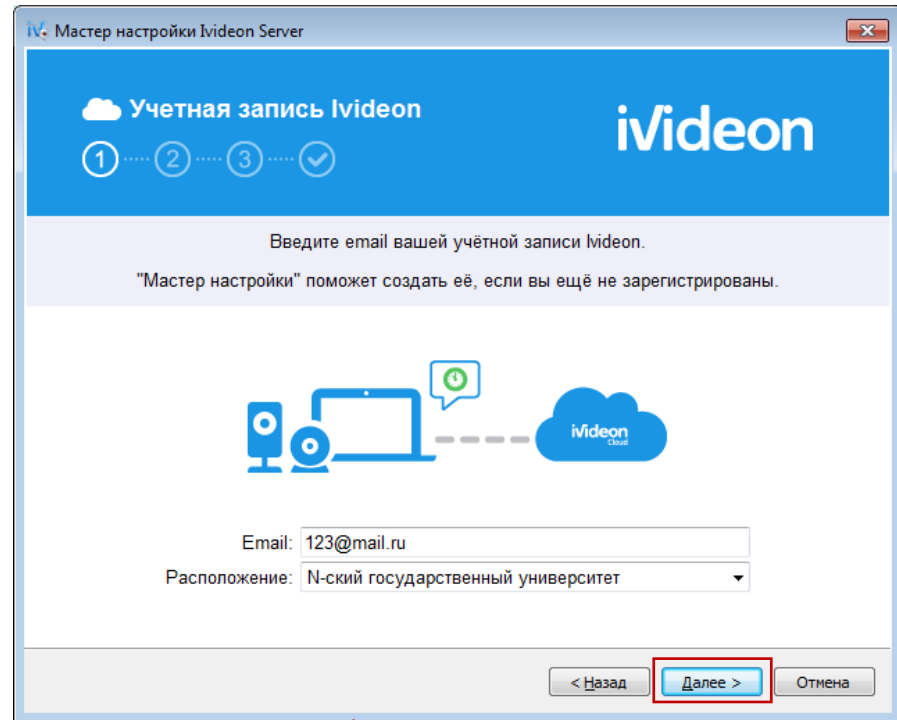 Мастер настройки Ivideon Server
Учетная запись Ivideon
iVideon
1 2 3
Введите email вашей учётной записи Ivideon.
"Мастер настройки" поможет создать её, если вы ещё не зарегистрированы.
iVideon
Cloud
Email: 123@mail.ru
Расположение: N-ский государственный университет
< Назад Далее > Отмена